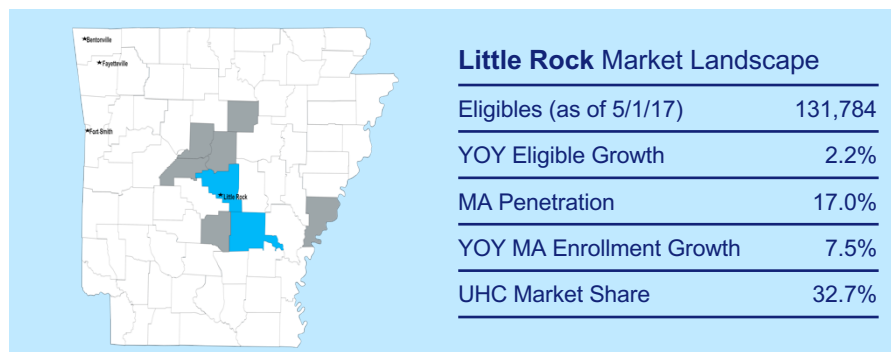 ★Bentonville
★Fayetteville
★Fort Smith
★Little Rock
Little Rock Market Landscape
Eligibles (as of 5/1/17) 131,784
YOY Eligible Growth 2.2%
MA Penetration 17.0%
YOY MA Enrollment Growth 7.5%
UHC Market Share 32.7%